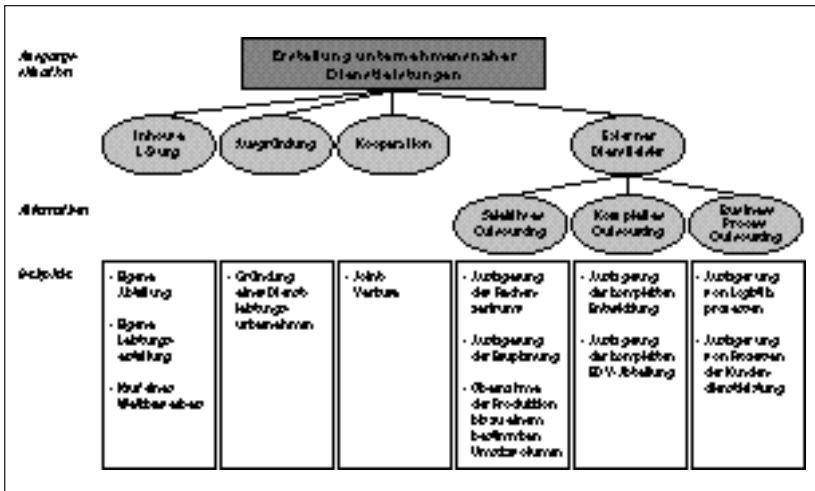 Ausgangs-
situation
Erstellung unternehmensnaher
Dienstleistungen
Inhouse
Lösung
Ausgründung
Kooperation
Externer
Dienstleister
Alternativen
Selektives
Outsourcing
Komplettes
Outsourcing
Business
Process
Outsourcing
Beispiele
- Eigene
Abteilung
- Eigene
Leistungs-
erstellung
- Kauf eines
Wettbewerbers
- Gründung
einer Dienst-
leistungs-
unternehmen
- Joint
Venture
- Auslagerung
des Rechen-
zentrums
- Auslagerung
der Bauplanung
- Übernahme
der Produktion
bis zu einem
bestimmten
Umsatzvolumen
- Auslagerung
der kompletten
Entwicklung
- Auslagerung
der kompletten
EDV-Abteilung
- Auslagerung
von Logistik-
prozessen
- Auslagerung
von Prozessen
der Kunden-
dienstleistung